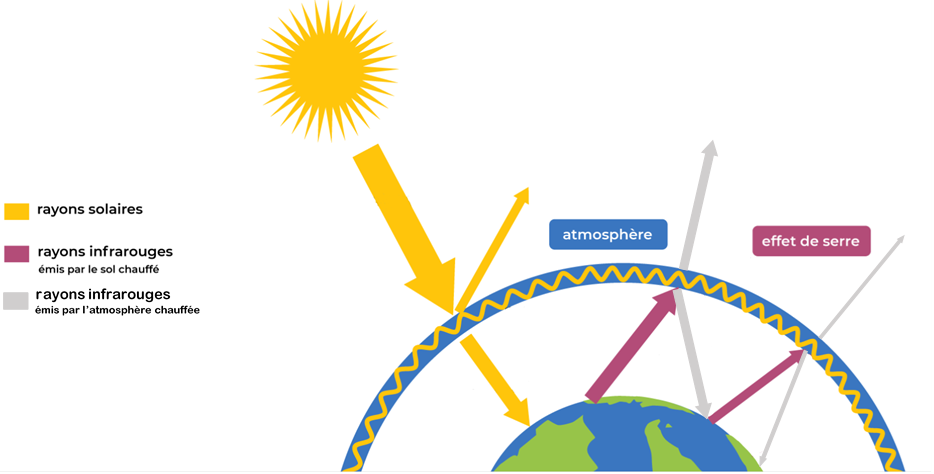 rayons solaires
rayons infrarouges
émis par le sol chauffé
rayons infrarouges
émis par l'atmosphère chauffée
atmosphère
effet de serre